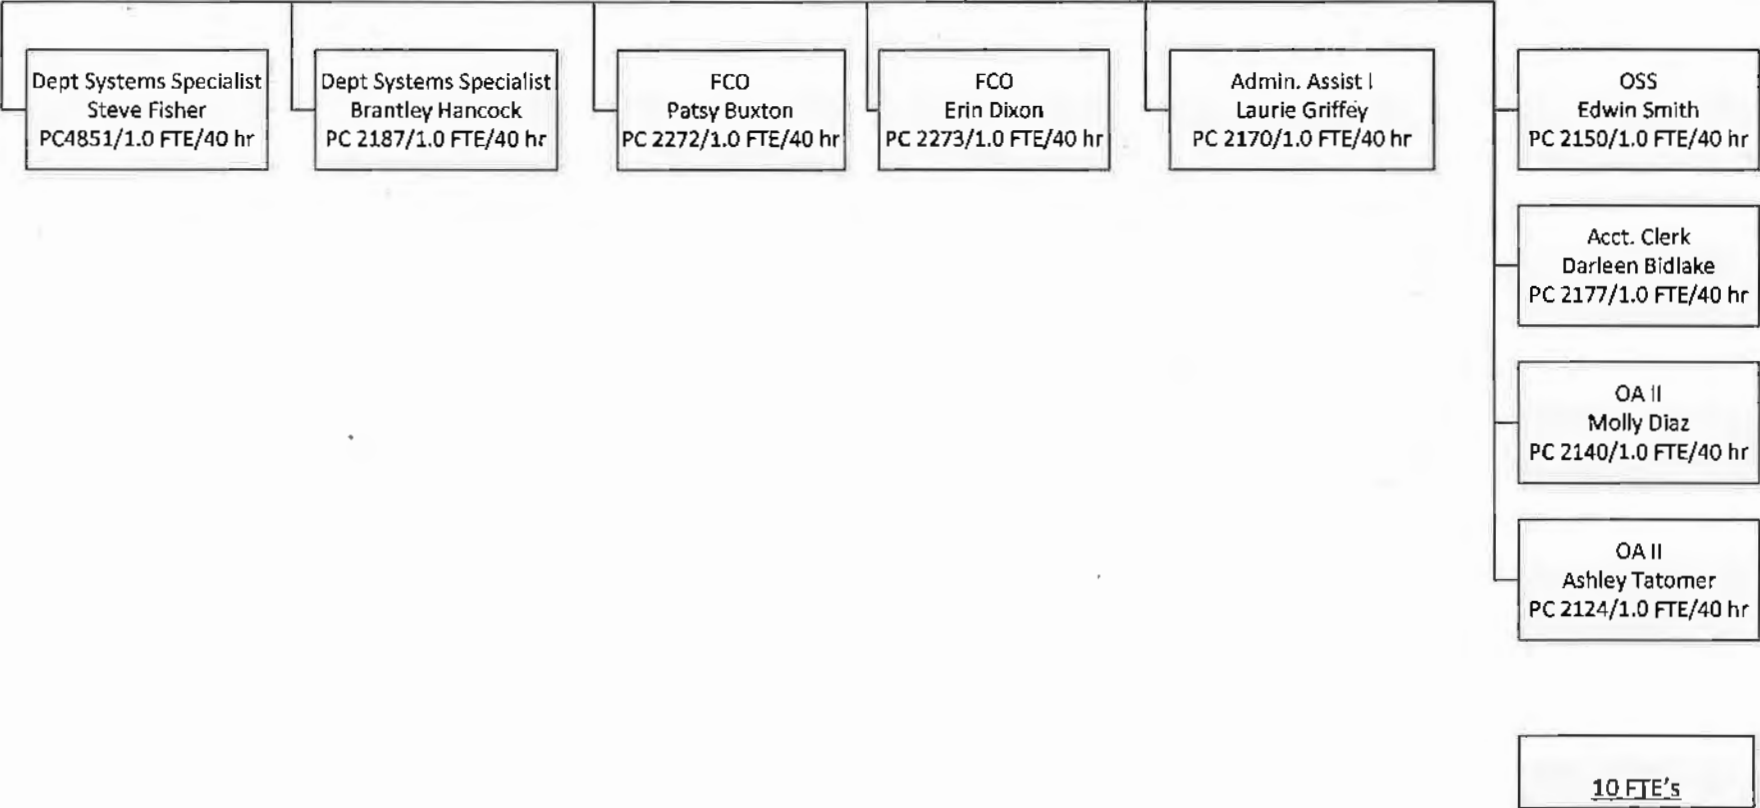 Dept Systems Specialist
Steve Fisher
PC4851/1.0 FTE/40 hr
Dept Systems Specialist
Brantley Hancock
PC 2187/1.0 FTE/40 hr
FCO
Patsy Buxton
PC 2272/1.0 FTE/40 hr
FCO
Erin Dixon
PC 2273/1.0 FTE/40 hr
Admin. Assist I
Laurie Griffey
PC 2170/1.0 FTE/40 hr
OSS
Edwin Smith
PC 2150/1.0 FTE/40 hr
Acct. Clerk
Darleen Bidlake
PC 2177/1.0 FTE/40 hr
OA II
Molly Diaz
PC 2140/1.0 FTE/40 hr
OA II
Ashley Tatomer
PC 2124/1.0 FTE/40 hr
10 FTE's